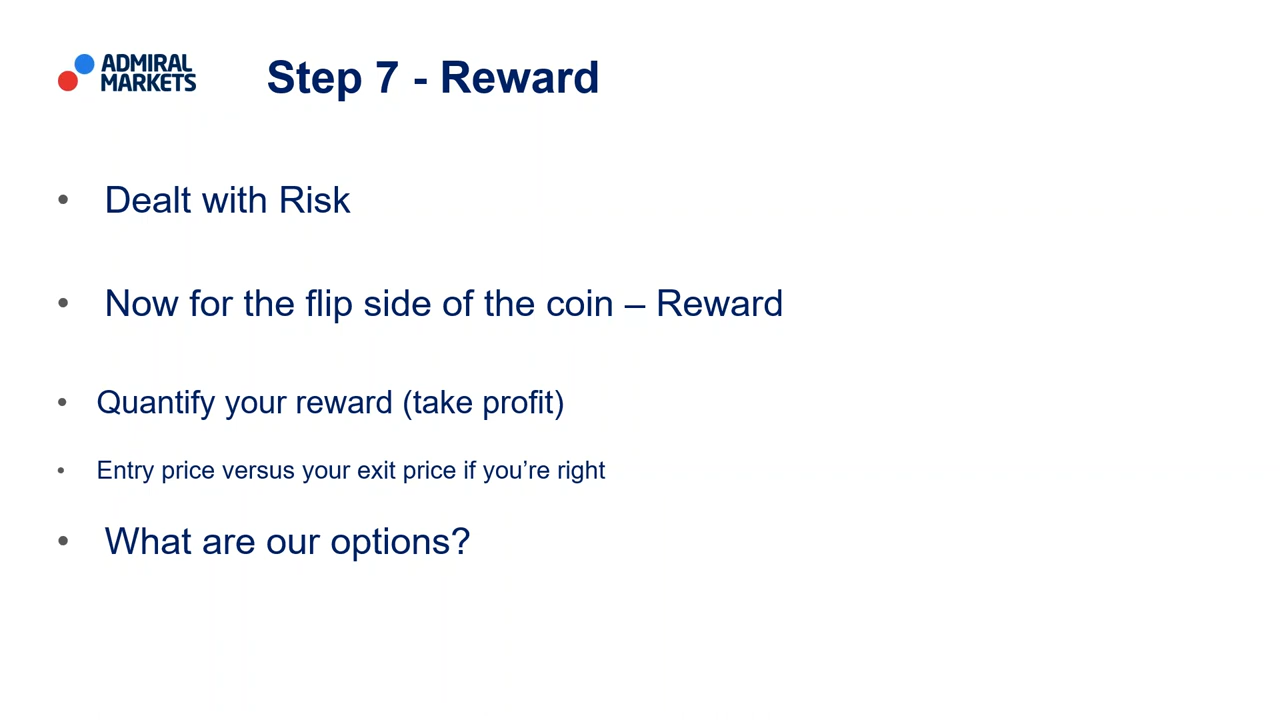 ADMIRAL
MARKETS
Step 7 - Reward
• Dealt with Risk
• Now for the flip side of the coin – Reward
• Quantify your reward (take profit)
• Entry price versus your exit price if you’re right
• What are our options?